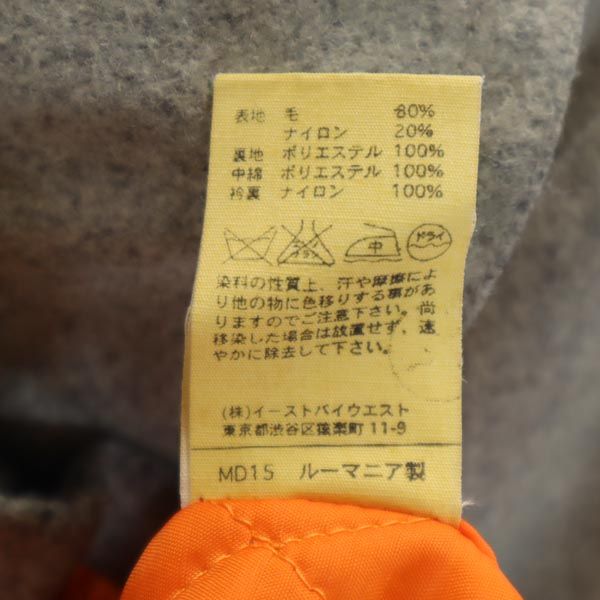 表地 毛 80%
ナイロン 20%
裏地 ポリエステル 100%
中綿 ポリエステル 100%
衿裏 ナイロン 100%
中 ドライ
染料の性質上、汗や摩擦によ
り他の物に色移りする事があ
りますのでご注意下さい。尚
移染した場合は放置せず、速
やかに除去して下さい。
(株)イーストバイウエスト
東京都渋谷区猿楽町11-9
MD15 ルーマニア製